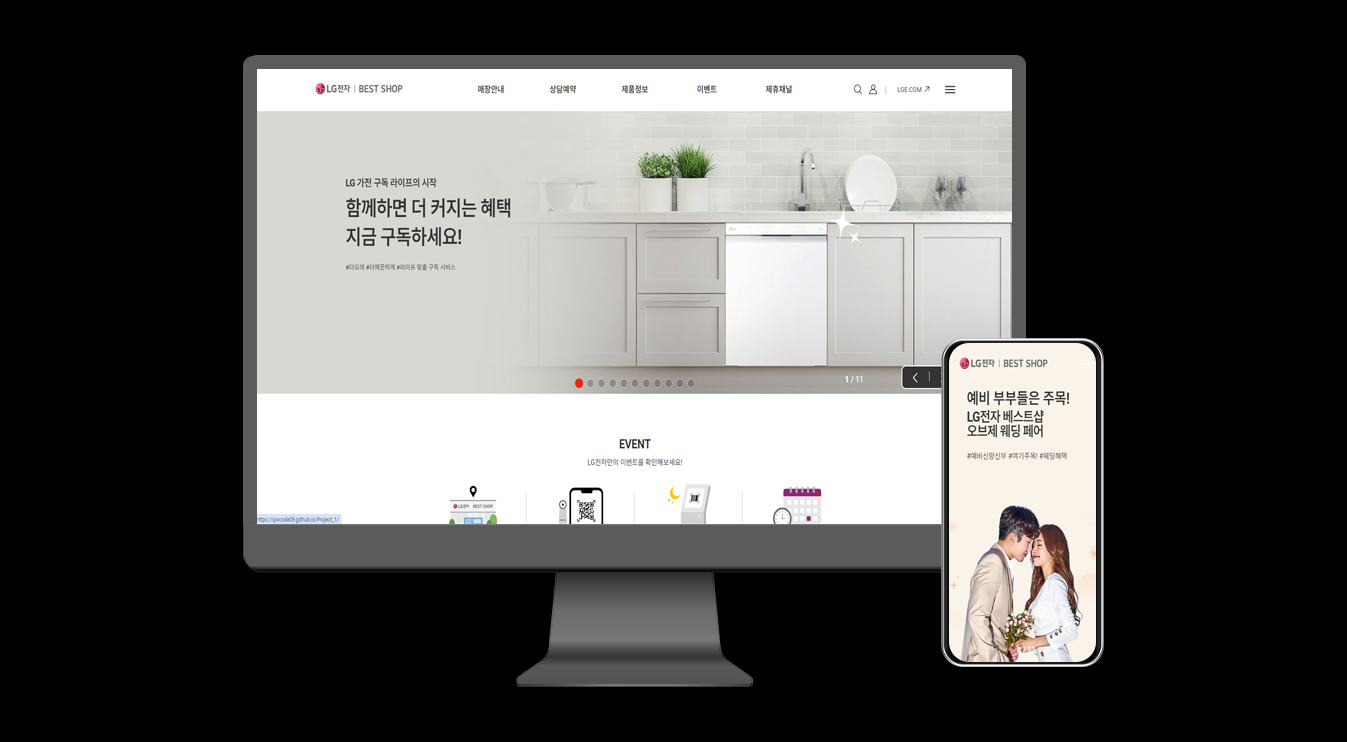 LG전자 | BEST SHOP
매장안내 상담예약 제품정보 이벤트 제휴채널
LGE.COM
LG 가전 구독 라이프의 시작
함께하면 더 커지는 혜택
지금 구독하세요!
#더오래 #더깨끗하게 #라이프 맞춤 구독 서비스
1 / 11
EVENT
LG전자만의 이벤트를 확인해보세요!
LG전자 BEST SHOP
LG전자 | BEST SHOP
예비 부부들은 주목!
LG전자 베스트샵
오브제 웨딩 페어
#예비신랑신부 #여기주목! #웨딩혜택